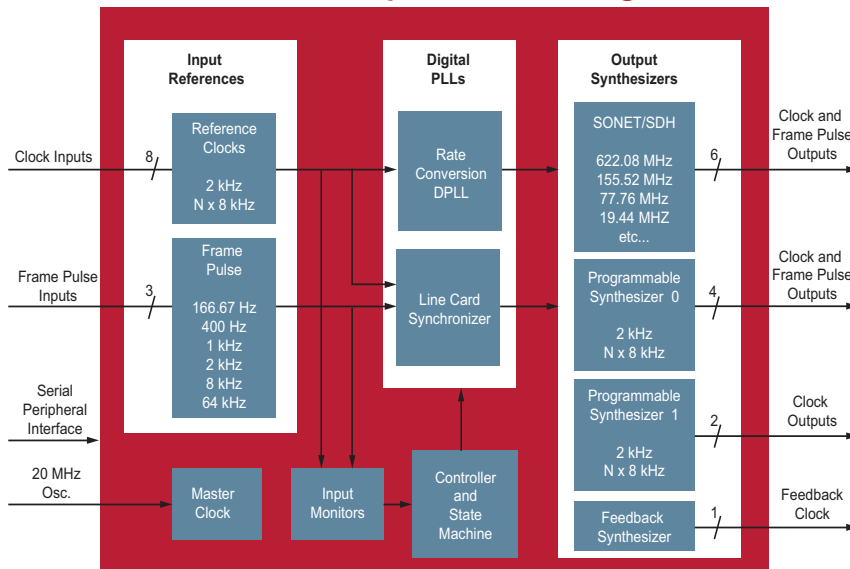 Input
References
Digital
PLLs
Output
Synthesizers
Clock Inputs
8
Reference
Clocks
2 kHz
N x 8 kHz
Rate
Conversion
DPLL
SONET/SDH
622.08 MHz
155.52 MHz
77.76 MHz
19.44 MHZ
etc...
6
Clock and
Frame Pulse
Outputs
Frame Pulse
Inputs
3
Frame
Pulse
166.67 Hz
400 Hz
1 kHz
2 kHz
8 kHz
64 kHz
Line Card
Synchronizer
Programmable
Synthesizer 0
2 kHz
N x 8 kHz
4
Clock and
Frame Pulse
Outputs
Serial
Peripheral
Interface
Programmable
Synthesizer 1
2 kHz
N x 8 kHz
2
Clock
Outputs
20 MHz
Osc.
Master
Clock
Input
Monitors
Controller
and
State
Machine
Feedback
Synthesizer
1
Feedback
Clock